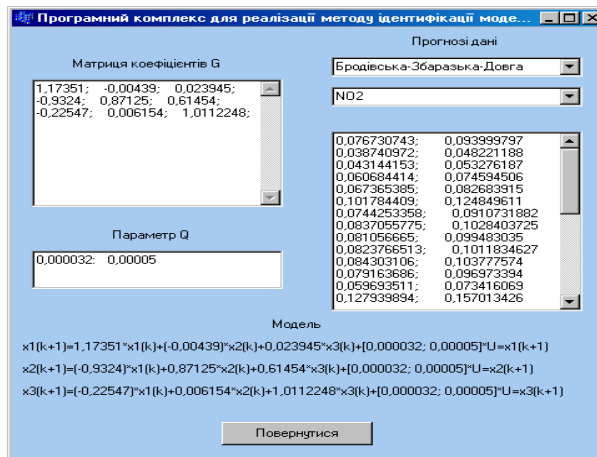 Програмний комплекс для реалізації методу ідентифікації моде...
Прогнозі дані
Матриця коефіцієнтів G
Бродівська-Збаразька-Довга
1,17351; -0,00439; 0,023945;
-0,9324; 0,87125; 0,61454;
-0,22547; 0,006154; 1,0112248;
NO2
0,076730743; 0,093999797
0,038740972; 0,048221188
0,043144153; 0,053276187
0,060684414; 0,074594506
0,067365385; 0,082683915
0,101784409; 0,124849611
0,0744253358; 0,0910731882
0,0837055775; 0,1028403725
0,081056665; 0,099483035
0,0823766513; 0,1011834627
0,084303106; 0,103777574
0,079163686; 0,096973394
0,059693511; 0,073416069
0,127939894; 0,157013426
Параметр Q
0,000032: 0,00005
Модель
x1(k+1)=1,17351*x1(k)+(-0,00439)*x2(k)+0,023945*x3(k)+[0,000032; 0,00005]*U=x1(k+1)
x2(k+1)=(-0,9324)*x1(k)+0,87125*x2(k)+0,61454*x3(k)+[0,000032; 0,00005]*U=x2(k+1)
x3(k+1)=(-0,22547)*x1(k)+0,006154*x2(k)+1,0112248*x3(k)+[0,000032; 0,00005]*U=x3(k+1)
Повернутися